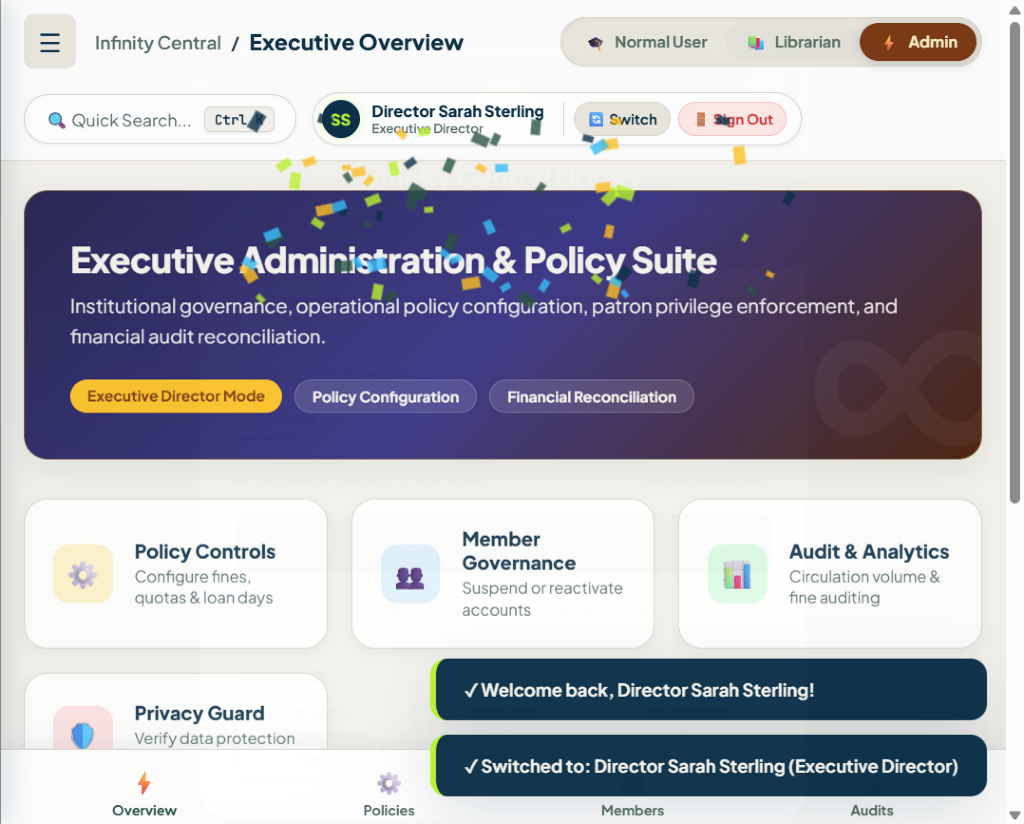 Infinity Central / Executive Overview
Normal User
Librarian
Admin
Quick Search...
Ctrl K
SS
Director Sarah Sterling
Executive Director
Switch
Sign Out
Executive Administration & Policy Suite
Institutional governance, operational policy configuration, patron privilege enforcement, and
financial audit reconciliation.
Executive Director Mode
Policy Configuration
Financial Reconciliation
Policy Controls
Configure fines,
quotas & loan days
Member
Governance
Suspend or reactivate
accounts
Audit & Analytics
Circulation volume &
fine auditing
Privacy Guard
Verify data protection
✓ Welcome back, Director Sarah Sterling!
✓ Switched to: Director Sarah Sterling (Executive Director)
Overview
Policies
Members
Audits